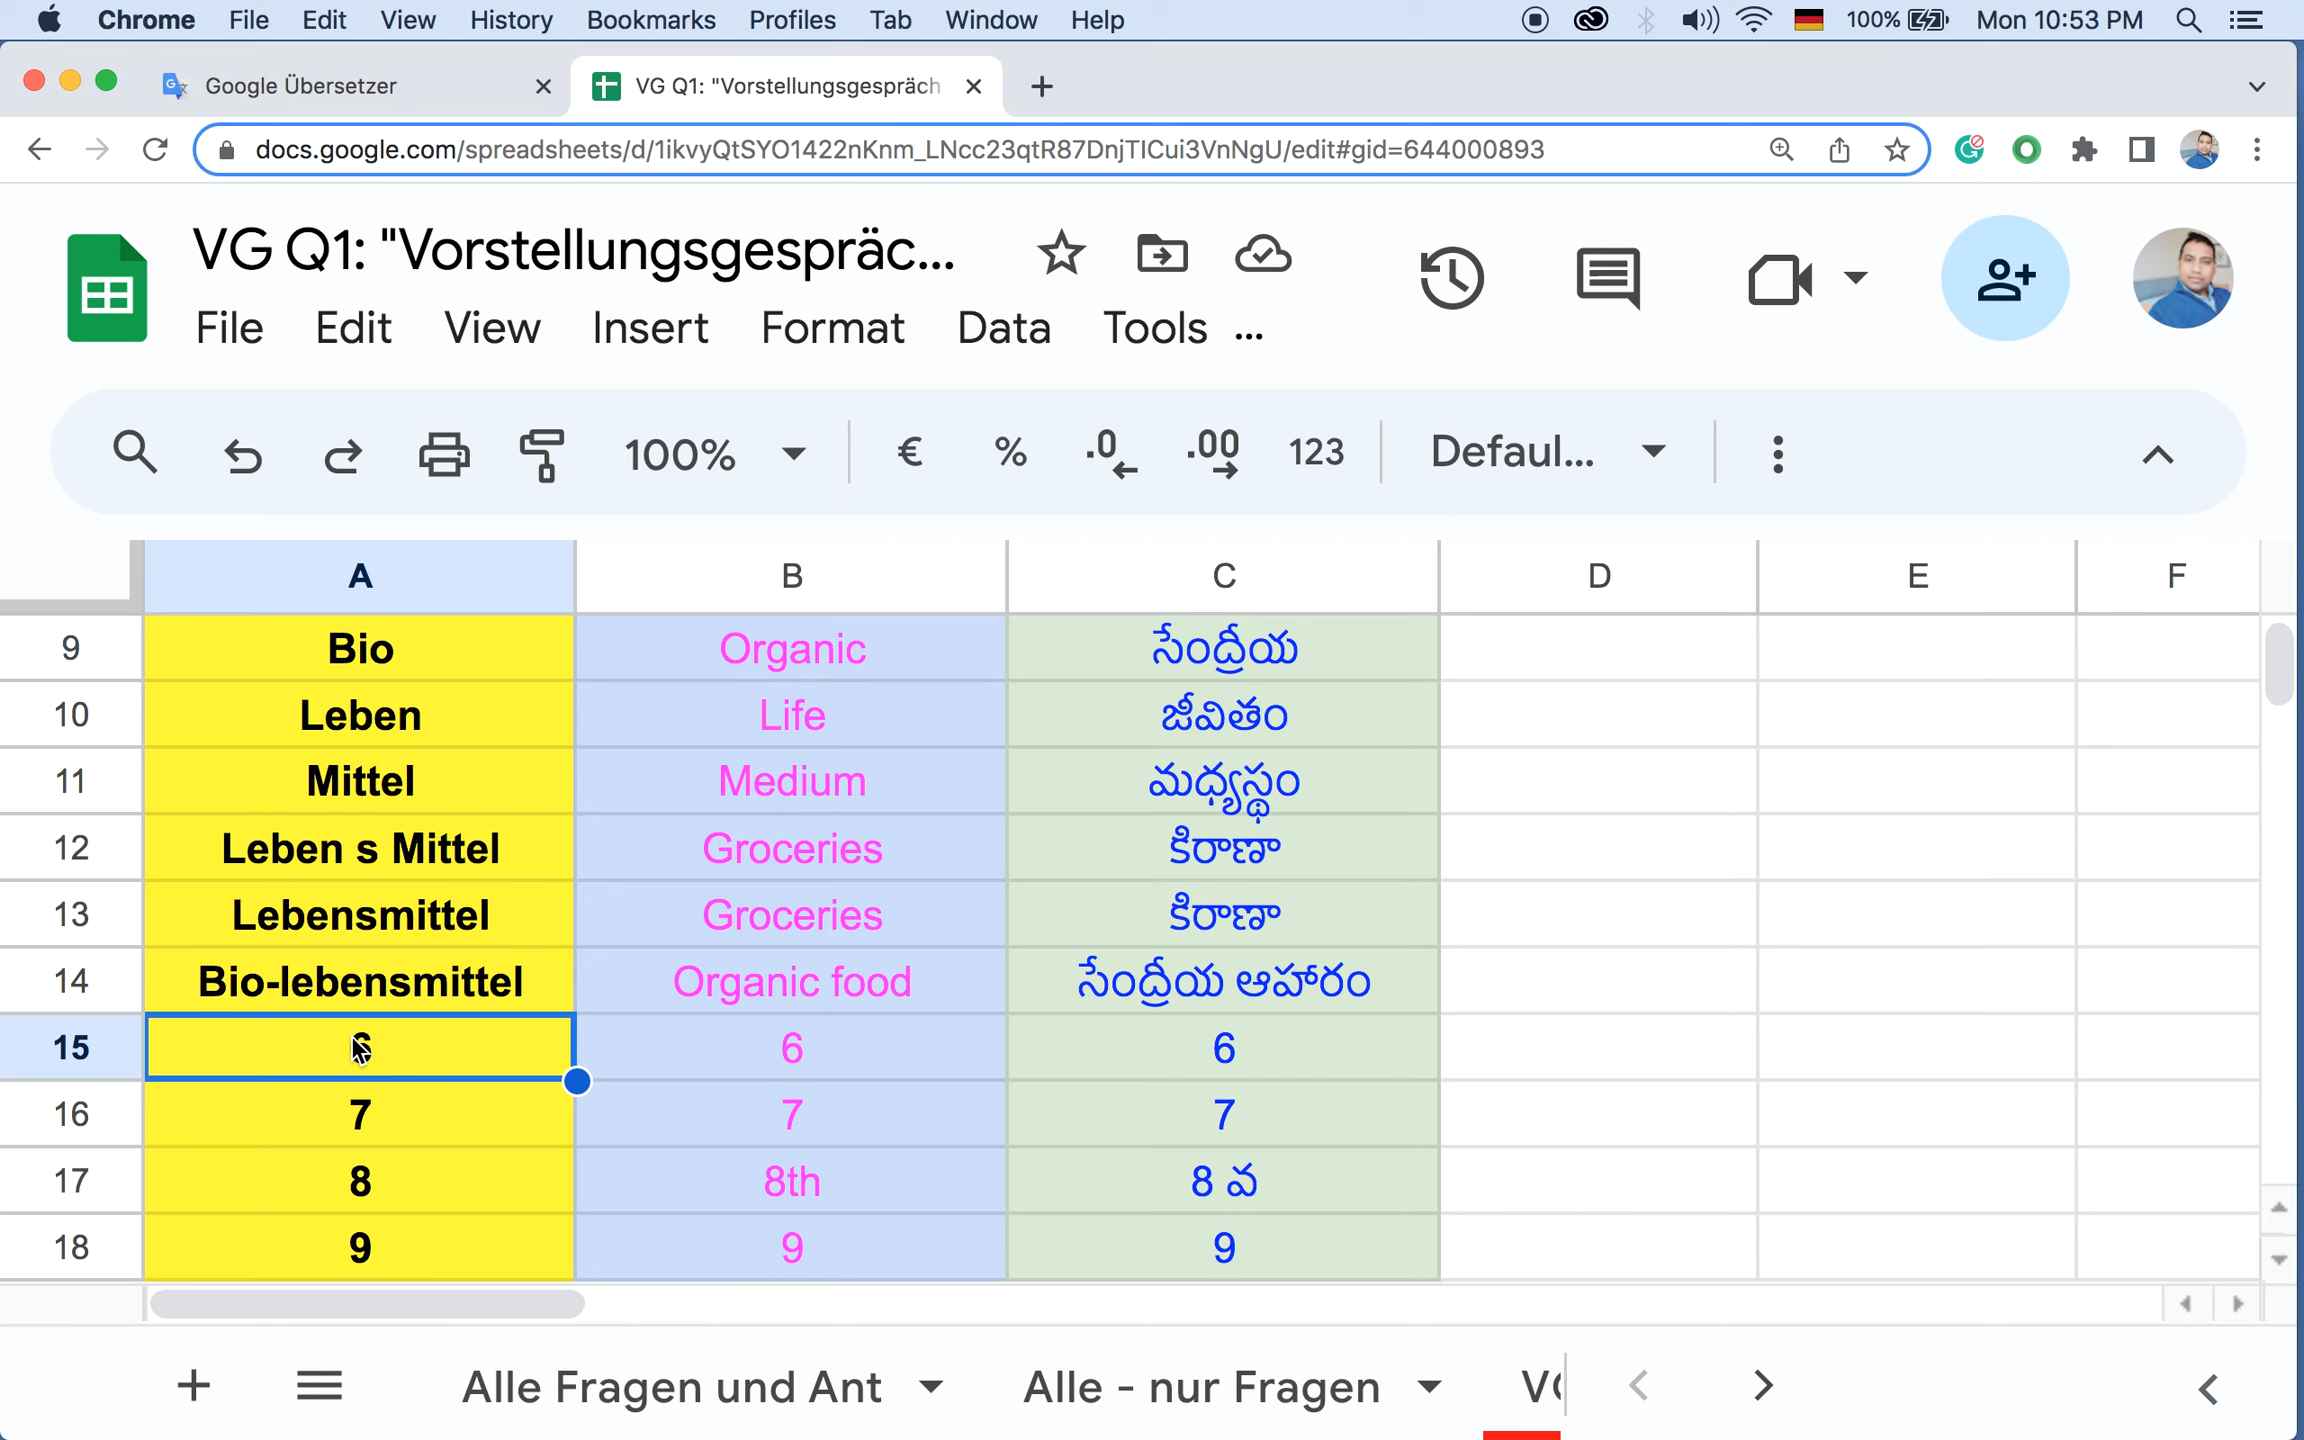 Chrome File Edit View History Bookmarks Profiles Tab Window Help 100% Mon 10:53 PM
Google Übersetzer VG Q1: "Vorstellungsgespräch
docs.google.com/spreadsheets/d/1ikvyQtSYO1422nKnm_LNcc23qtR87DnjTICui3VnNgU/edit#gid=644000893
VG Q1: "Vorstellungsgespräc...
File Edit View Insert Format Data Tools ...
100% € % .0 .00 123 Defaul...
A B C D E F
9 Bio Organic సేంద్రీయ
10 Leben Life జీవితం
11 Mittel Medium మధ్యస్థం
12 Leben s Mittel Groceries కిరాణా
13 Lebensmittel Groceries కిరాణా
14 Bio-lebensmittel Organic food సేంద్రీయ ఆహారం
15 6 6 6
16 7 7 7
17 8 8th 8 వ
18 9 9 9
Alle Fragen und Ant Alle - nur Fragen